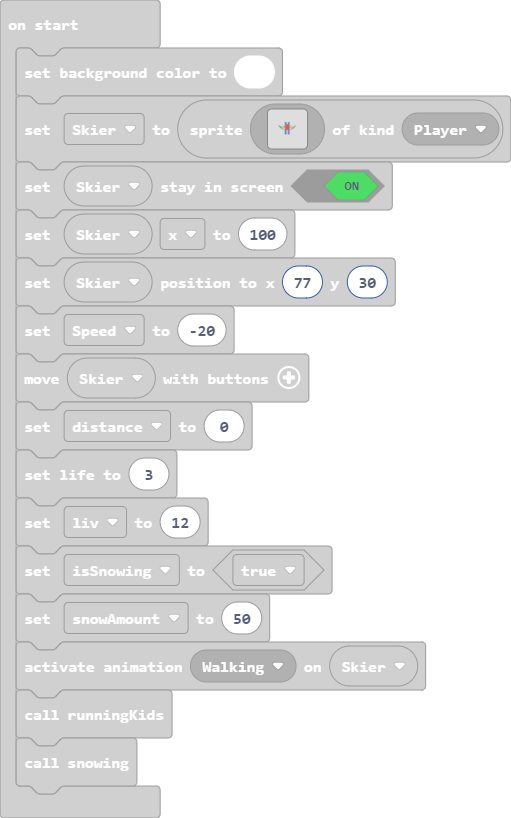 on start
set background color to
set Skier to sprite of kind Player
set Skier stay in screen ON
set Skier x to 100
set Skier position to x 77 y 30
set Speed to -20
move Skier with buttons
set distance to 0
set life to 3
set liv to 12
set isSnowing to true
set snowAmount to 50
activate animation Walking on Skier
call runningKids
call snowing